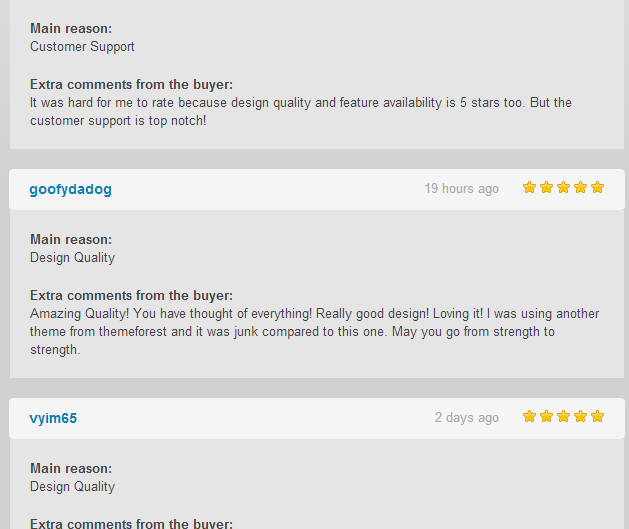 Main reason:
Customer Support
Extra comments from the buyer:
It was hard for me to rate because design quality and feature availability is 5 stars too. But the
customer support is top notch!
goofydadog 19 hours ago
Main reason:
Design Quality
Extra comments from the buyer:
Amazing Quality! You have thought of everything! Really good design! Loving it! I was using another
theme from themeforest and it was junk compared to this one. May you go from strength to
strength.
vyim65 2 days ago
Main reason:
Design Quality
Extra comments from the buyer: